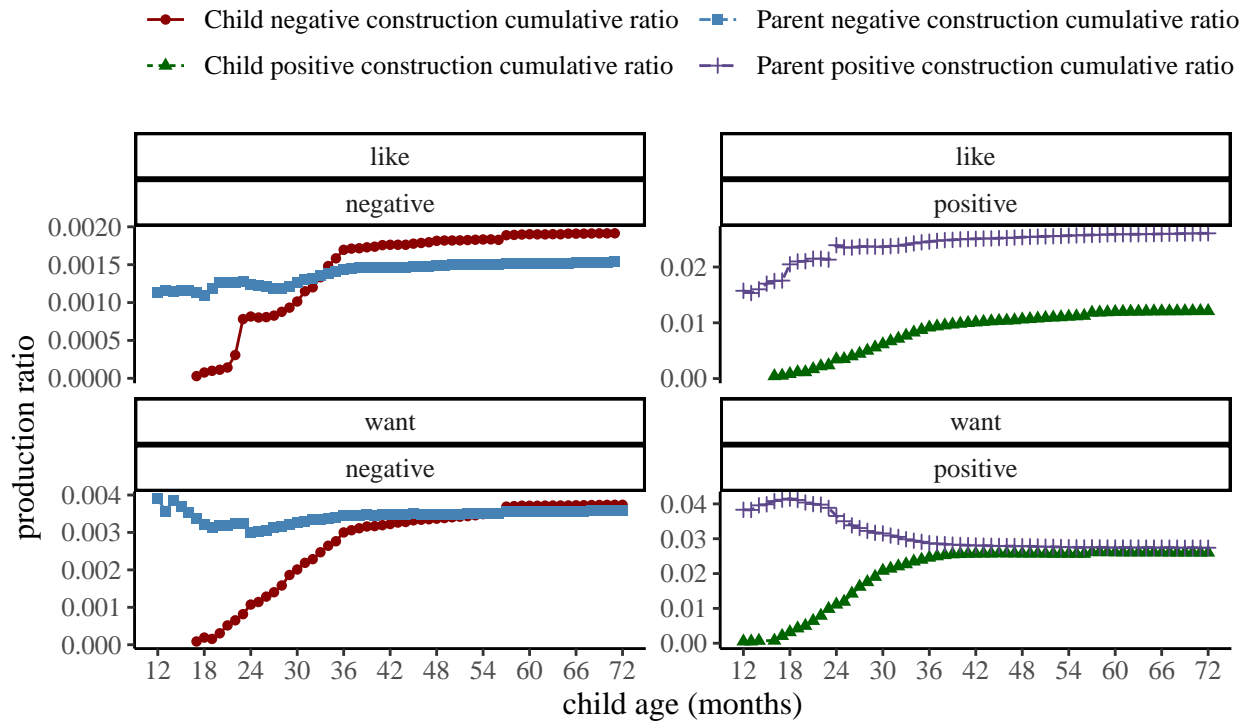 Child negative construction cumulative ratio
Parent negative construction cumulative ratio
Child positive construction cumulative ratio
Parent positive construction cumulative ratio
production ratio
like
negative
0.0020
0.0015
0.0010
0.0005
0.0000
like
positive
0.02
0.01
0.00
want
negative
0.004
0.003
0.002
0.001
0.000
12 18 24 30 36 42 48 54 60 66 72
want
positive
0.04
0.03
0.02
0.01
0.00
12 18 24 30 36 42 48 54 60 66 72
child age (months)